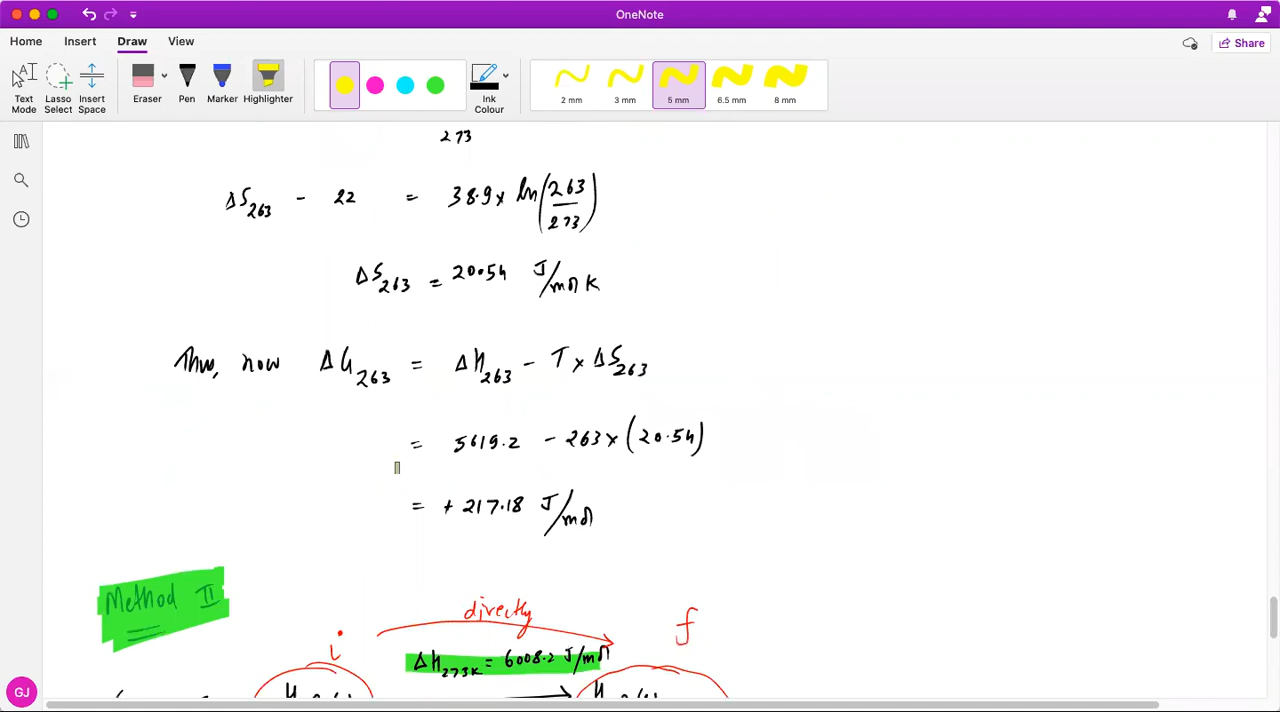 OneNote
Home Insert Draw View
Share
Text Mode
Lasso Select
Insert Space
Eraser
Pen
Marker
Highlighter
Ink Colour
2 mm
3 mm
5 mm
6.5 mm
8 mm
273
ΔS263 - 22 = 38.9 × ln(263/273)
ΔS263 = 20.54 J/mol K
Thus, now ΔG263 = ΔH263 - T × ΔS263
= 5619.2 - 263 × (20.54)
= + 217.18 J/mol
Method II
directly
i
f
ΔH273K = 6008.2 J/mol
GJ